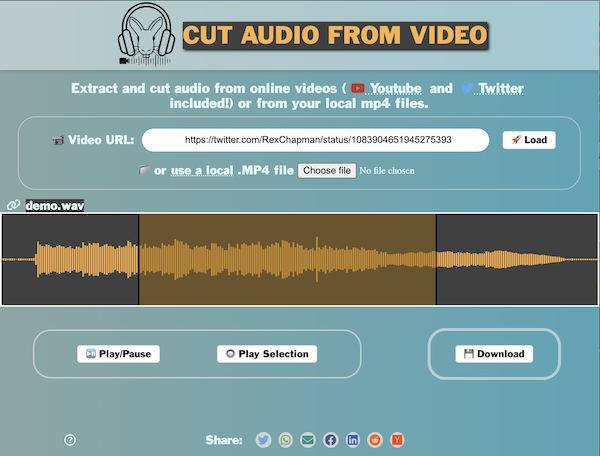 CUT AUDIO FROM VIDEO
Extract and cut audio from online videos ( Youtube and Twitter
included!) or from your local mp4 files.
Video URL: https://twitter.com/RexChapman/status/1083904651945275393 Load
or use a local .MP4 file Choose file No file chosen
demo.wav
Play/Pause Play Selection Download
Share: